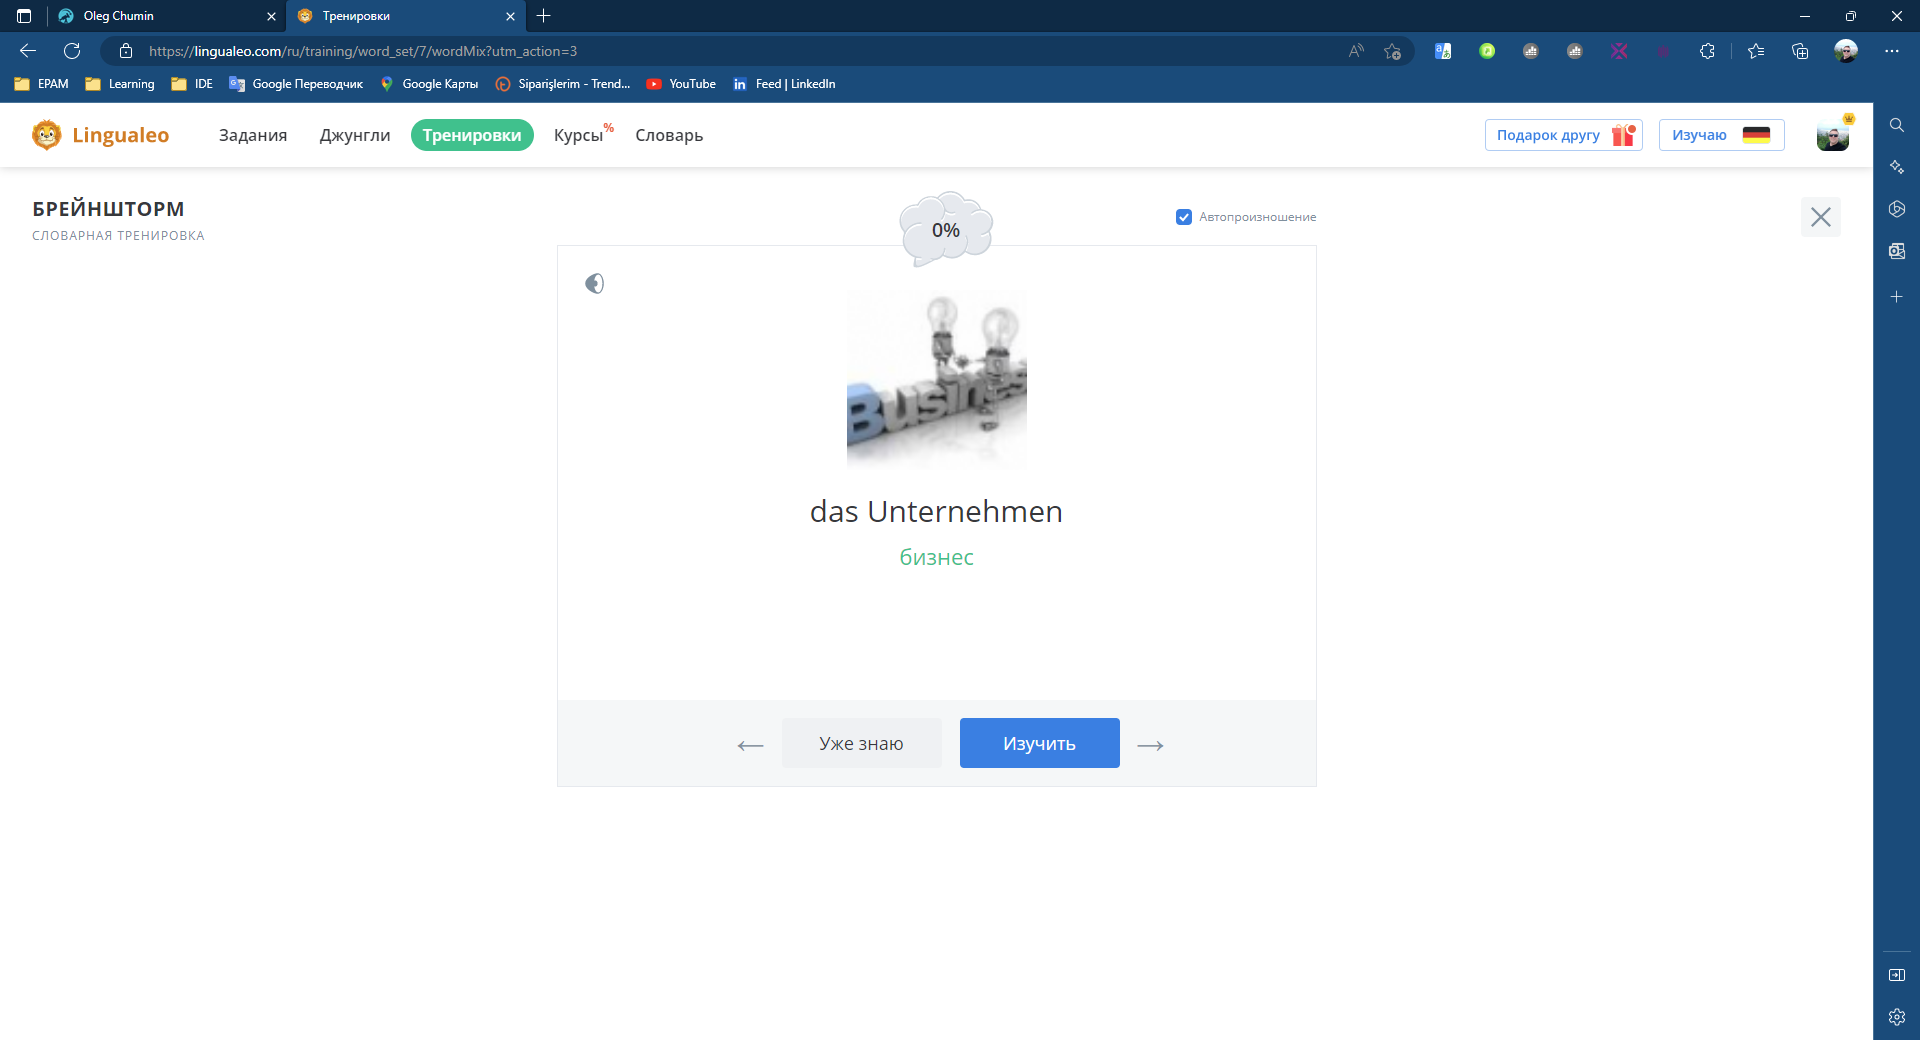 Oleg Chumin
Тренировки
https://lingualeo.com/ru/training/word_set/7/wordMix?utm_action=3
EPAM
Learning
IDE
Google Переводчик
Google Карты
Siparişlerim - Trend...
YouTube
Feed | LinkedIn
Lingualeo
Задания
Джунгли
Тренировки
Курсы%
Словарь
Подарок другу
Изучаю
БРЕЙНШТОРМ
СЛОВАРНАЯ ТРЕНИРОВКА
0%
Автопроизношение
Busines
das Unternehmen
бизнес
← Уже знаю
Изучить →